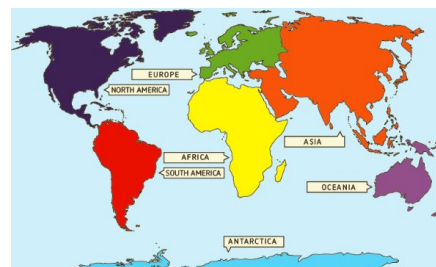 EUROPE
NORTH AMERICA
ASIA
AFRICA
SOUTH AMERICA
OCEANIA
ANTARCTICA